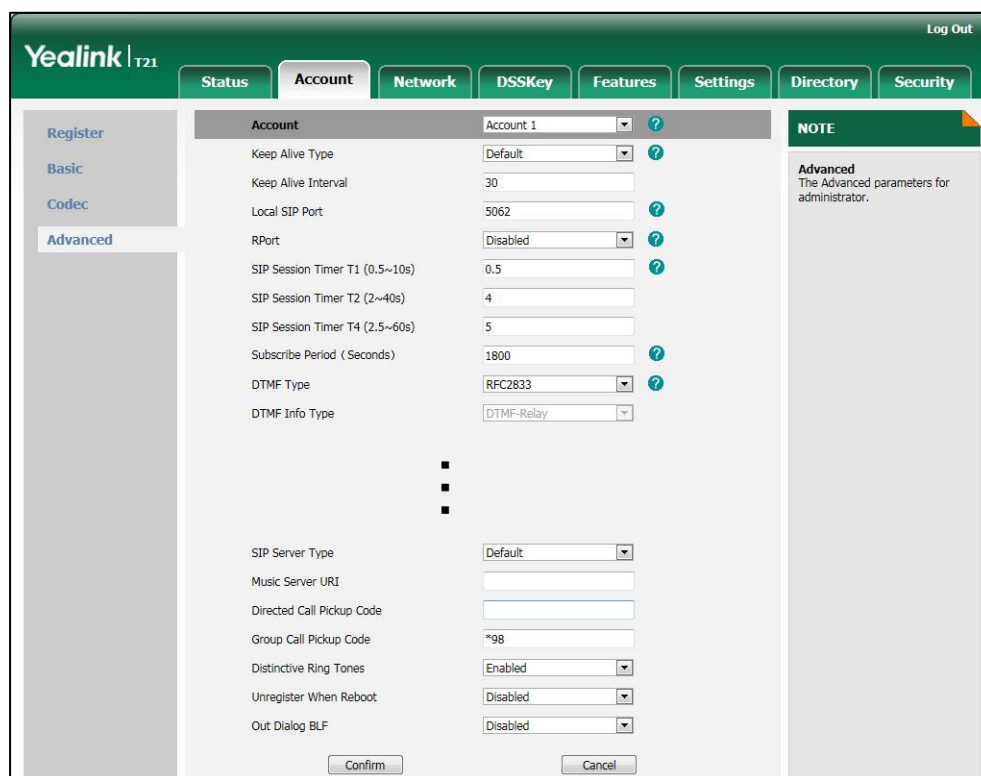 Log Out
Yealink | T21
Status Account Network DSSKey Features Settings Directory Security
Register
Basic
Codec
Advanced
Account Account 1 ?
Keep Alive Type Default ?
Keep Alive Interval 30
Local SIP Port 5062 ?
RPort Disabled ?
SIP Session Timer T1 (0.5~10s) 0.5 ?
SIP Session Timer T2 (2~40s) 4
SIP Session Timer T4 (2.5~60s) 5
Subscribe Period (Seconds) 1800 ?
DTMF Type RFC2833 ?
DTMF Info Type DTMF-Relay
SIP Server Type Default
Music Server URI
Directed Call Pickup Code
Group Call Pickup Code *98
Distinctive Ring Tones Enabled
Unregister When Reboot Disabled
Out Dialog BLF Disabled
Confirm Cancel
NOTE
Advanced
The Advanced parameters for
administrator.